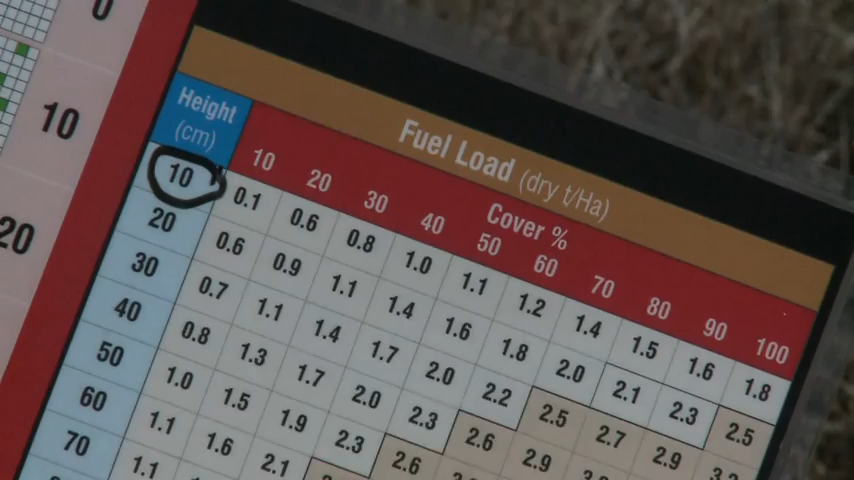 0
10
20
Fuel Load (dry t/Ha)
Height
(cm)
Cover %
10 20 30 40 50 60 70 80 90 100
10 0.1 0.6 0.8 1.0 1.1 1.2 1.4 1.5 1.6 1.8
20 0.6 0.9 1.1 1.4 1.6 1.8 2.0 2.1 2.3 2.5
30 0.7 1.1 1.4 1.7 2.0 2.2 2.5 2.7 2.9 3.2
40 0.8 1.3 1.7 2.0 2.3 2.6 2.9
50 1.0 1.5 1.9 2.3 2.6
60 1.1 1.6 2.1
70 1.1